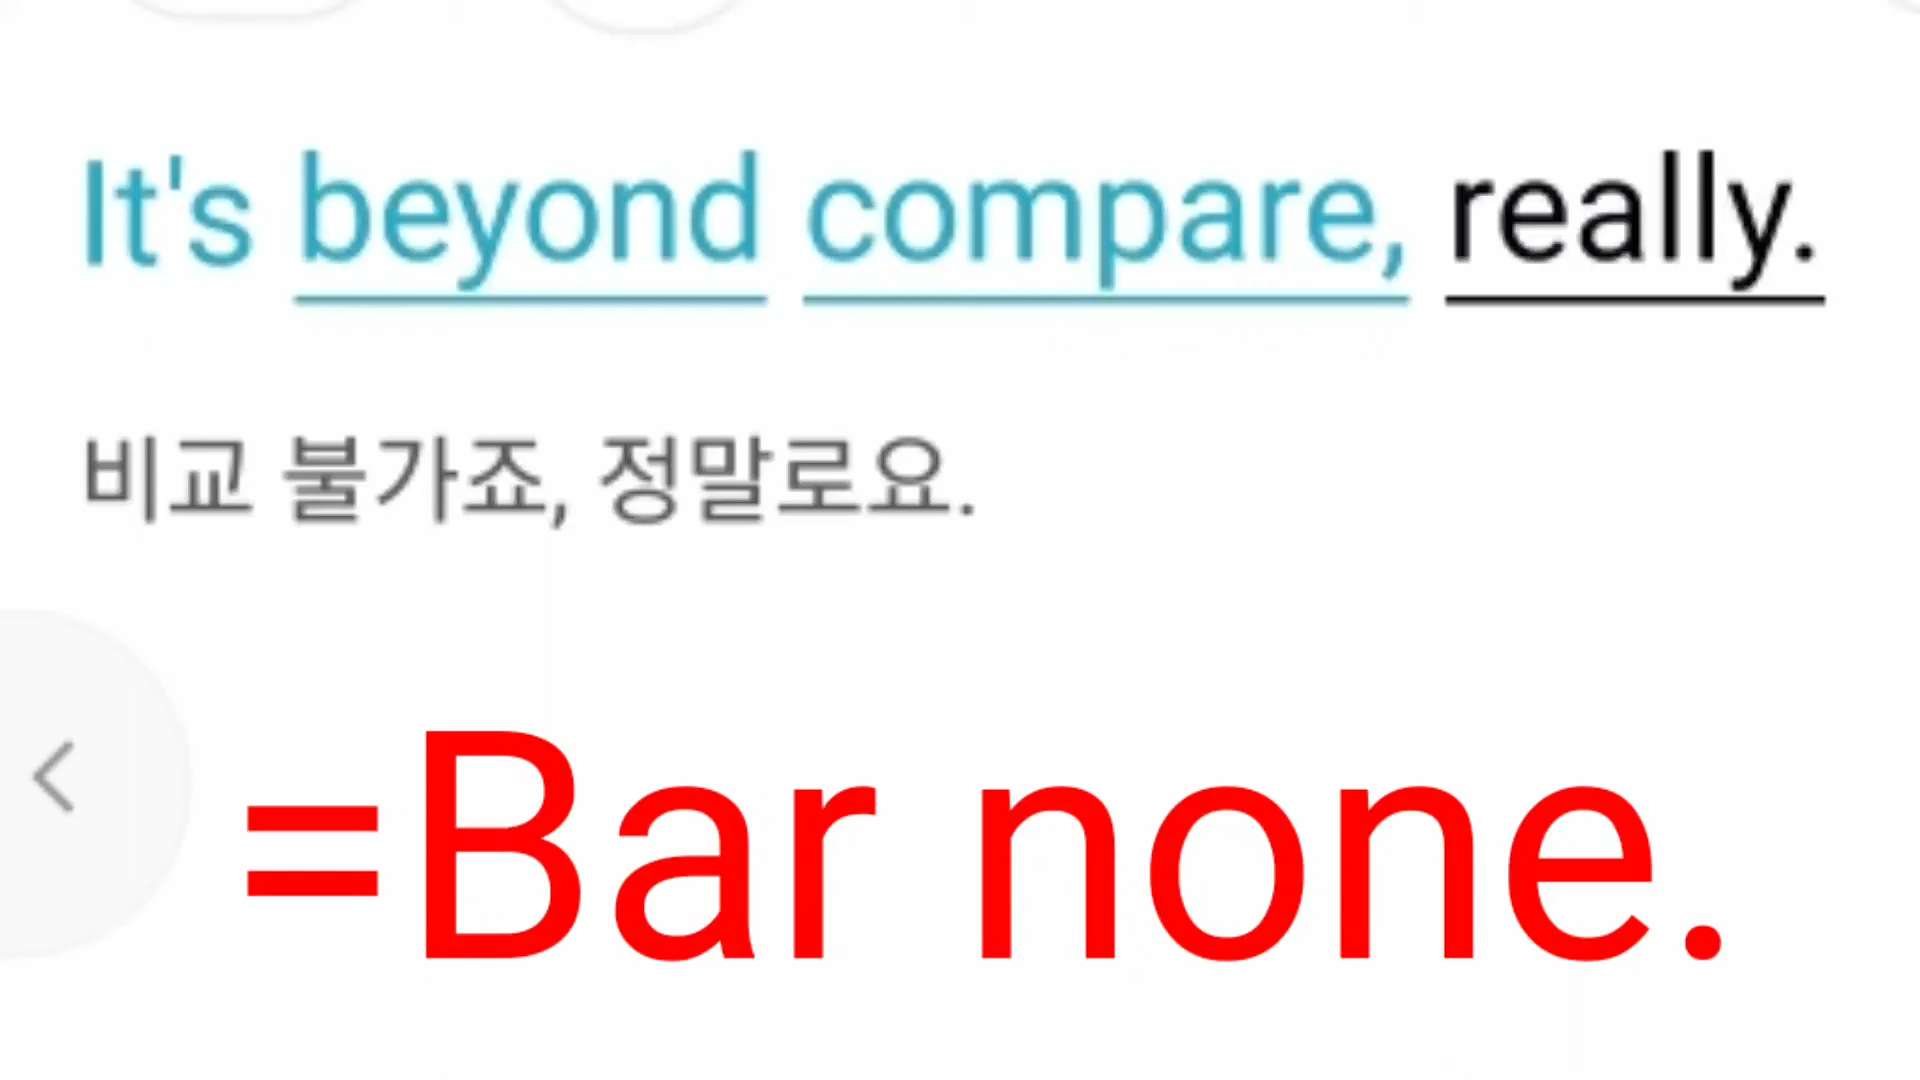 It's beyond compare, really.
비교 불가죠, 정말로요.
=Bar none.